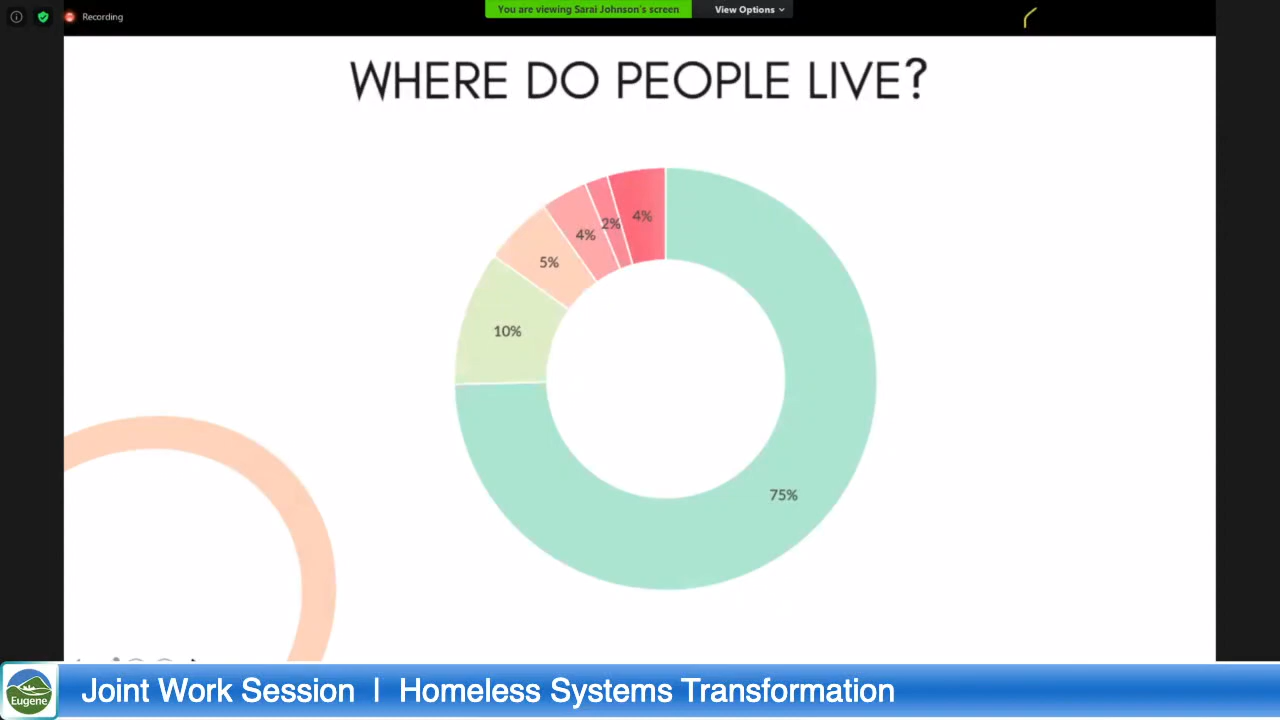 Recording
You are viewing Sarai Johnson's screen
View Options
WHERE DO PEOPLE LIVE?
4%
2%
4%
5%
10%
75%
Eugene
Joint Work Session | Homeless Systems Transformation